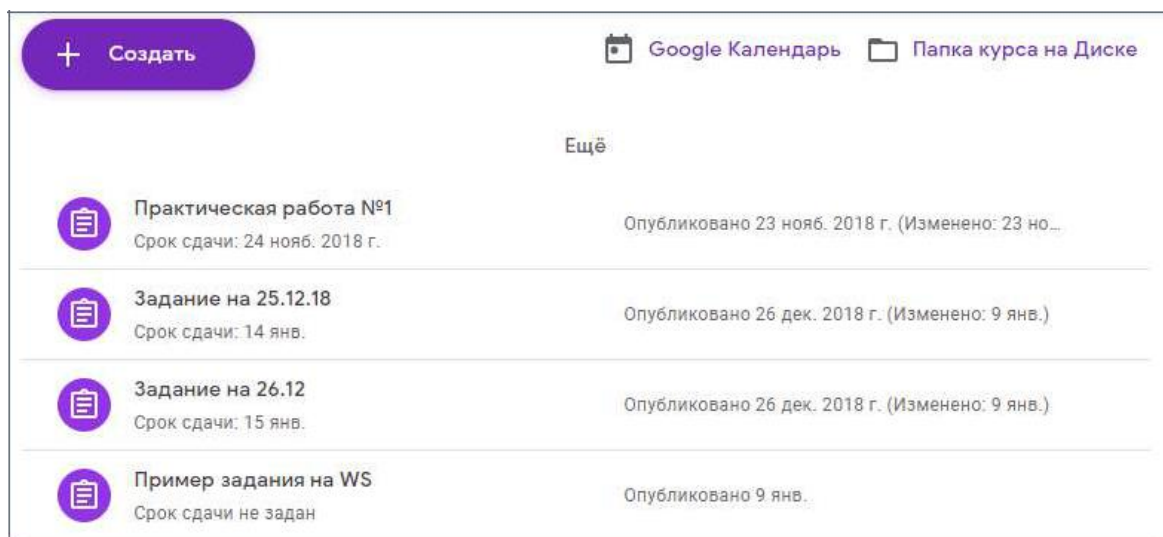 Создать
Google Календарь
Папка курса на Диске
Ещё
Практическая работа №1
Срок сдачи: 24 нояб. 2018 г.
Опубликовано 23 нояб. 2018 г. (Изменено: 23 но...
Задание на 25.12.18
Срок сдачи: 14 янв.
Опубликовано 26 дек. 2018 г. (Изменено: 9 янв.)
Задание на 26.12
Срок сдачи: 15 янв.
Опубликовано 26 дек. 2018 г. (Изменено: 9 янв.)
Пример задания на WS
Срок сдачи не задан
Опубликовано 9 янв.